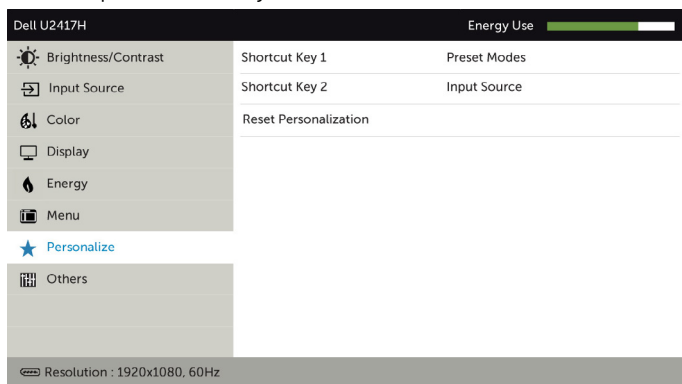 Dell U2417H Energy Use
Brightness/Contrast Shortcut Key 1 Preset Modes
Input Source Shortcut Key 2 Input Source
Color Reset Personalization
Display
Energy
Menu
Personalize
Others
Resolution : 1920x1080, 60Hz